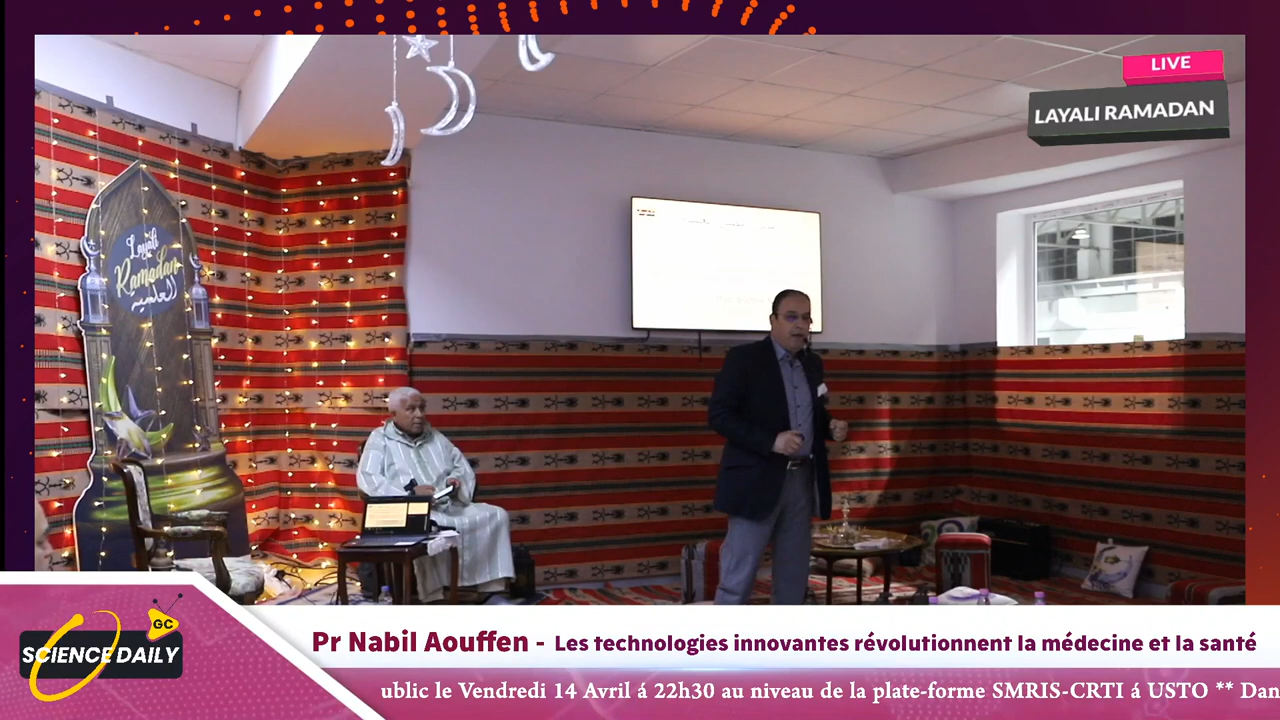 LIVE
LAYALI RAMADAN
Layali
Ramadan
العلمية
GC
SCIENCE DAILY
Pr Nabil Aouffen - Les technologies innovantes révolutionnent la médecine et la santé
ublic le Vendredi 14 Avril á 22h30 au niveau de la plate-forme SMRIS-CRTI á USTO ** Dan